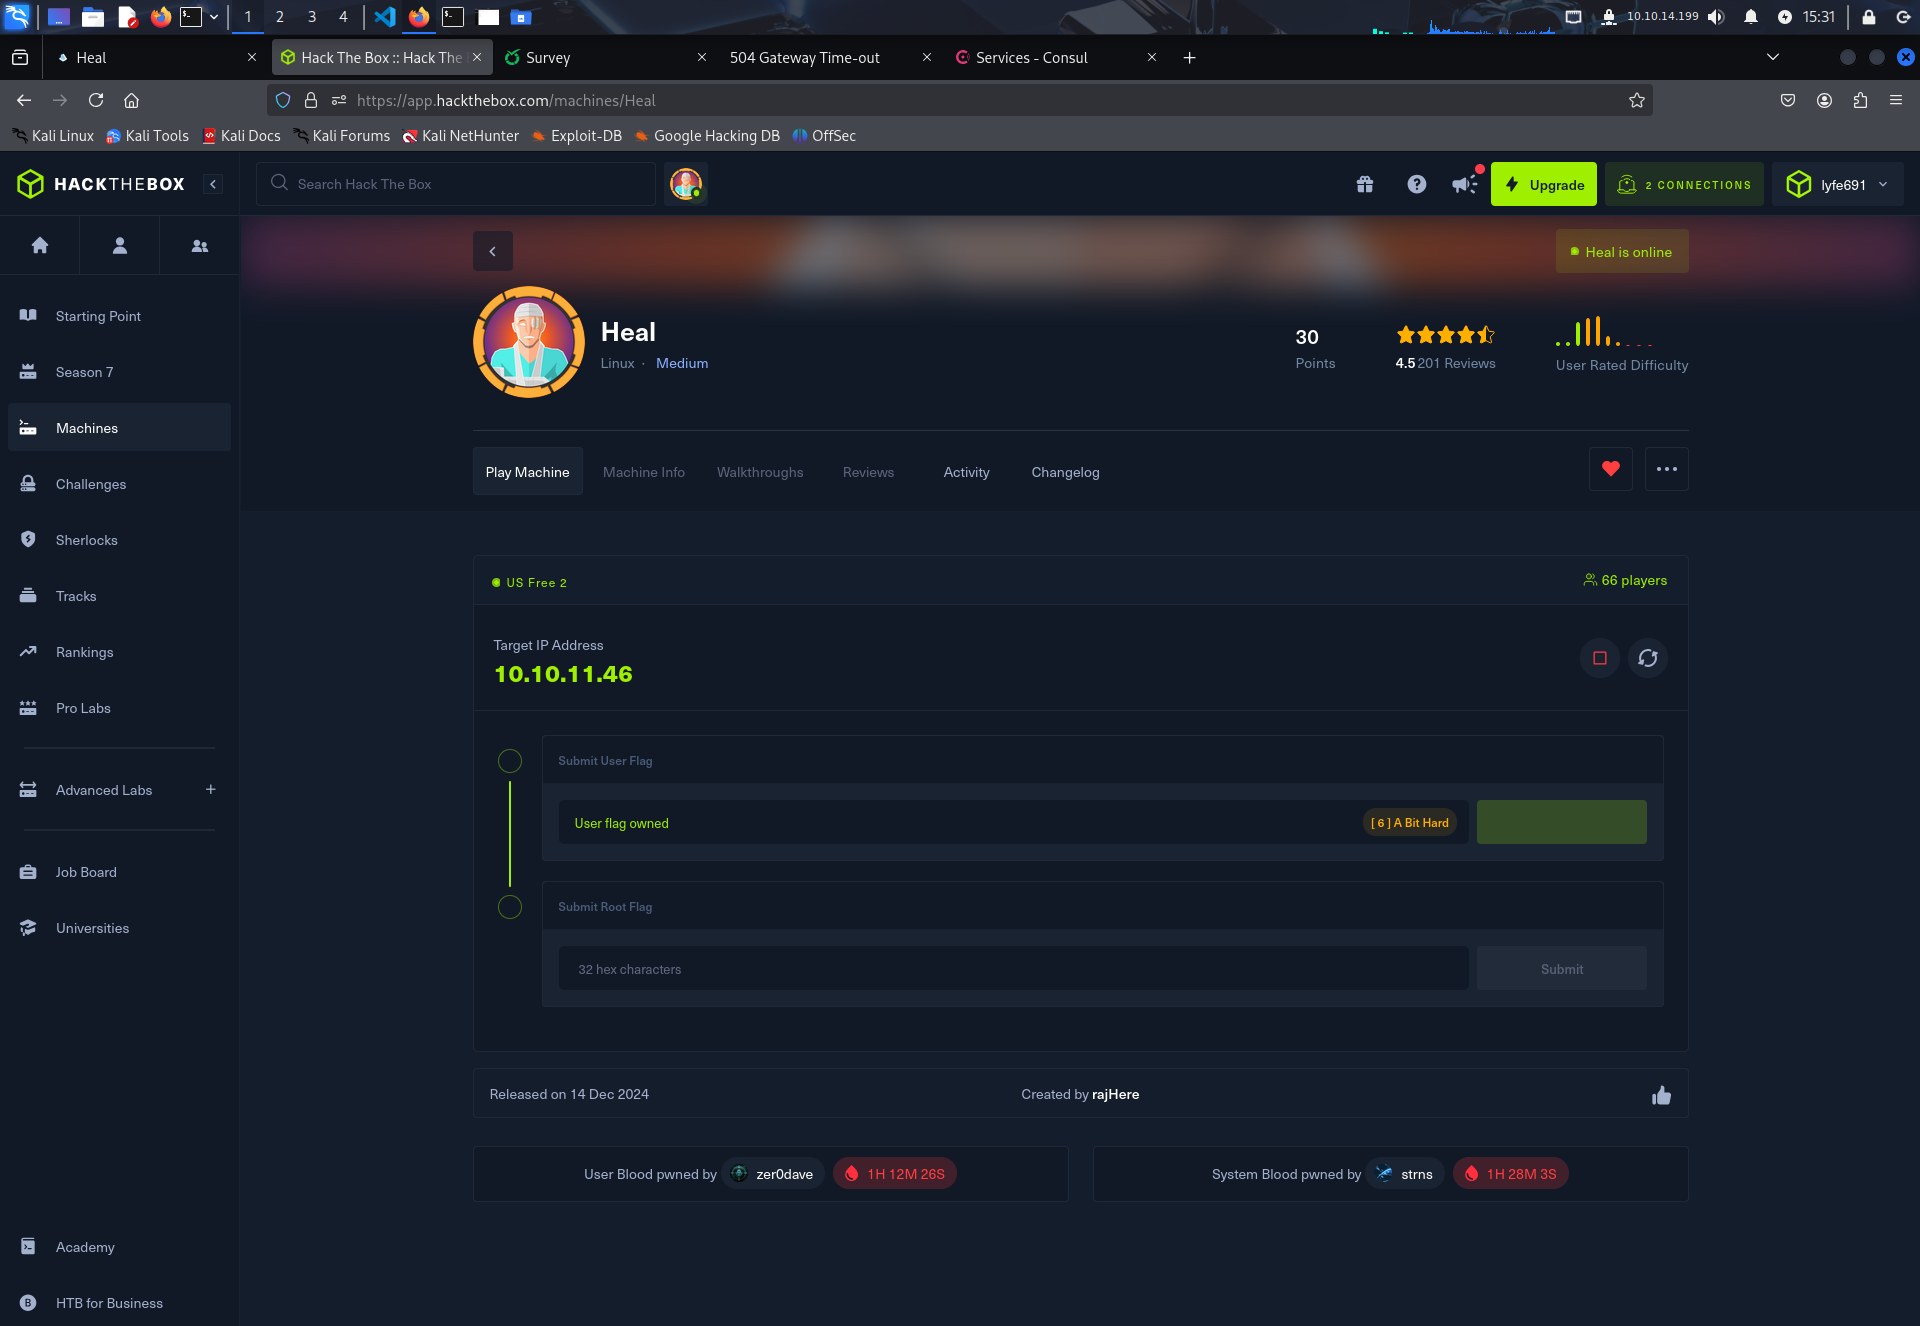 1 2 3 4 10.10.14.199 15:31
Heal Hack The Box :: Hack The Survey 504 Gateway Time-out Services - Consul
https://app.hackthebox.com/machines/Heal
Kali Linux Kali Tools Kali Docs Kali Forums Kali NetHunter Exploit-DB Google Hacking DB OffSec
HACKTHEBOX Search Hack The Box Upgrade 2 CONNECTIONS lyfe691
Heal is online
Starting Point
Season 7
Machines
Challenges
Sherlocks
Tracks
Rankings
Pro Labs
Advanced Labs +
Job Board
Universities
Academy
HTB for Business
Heal
Linux · Medium
30
Points
4.5 201 Reviews
User Rated Difficulty
Play Machine Machine Info Walkthroughs Reviews Activity Changelog
US Free 2 66 players
Target IP Address
10.10.11.46
Submit User Flag
User flag owned [ 6 ] A Bit Hard
Submit Root Flag
32 hex characters Submit
Released on 14 Dec 2024 Created by rajHere
User Blood pwned by zer0dave 1H 12M 26S System Blood pwned by strns 1H 28M 3S